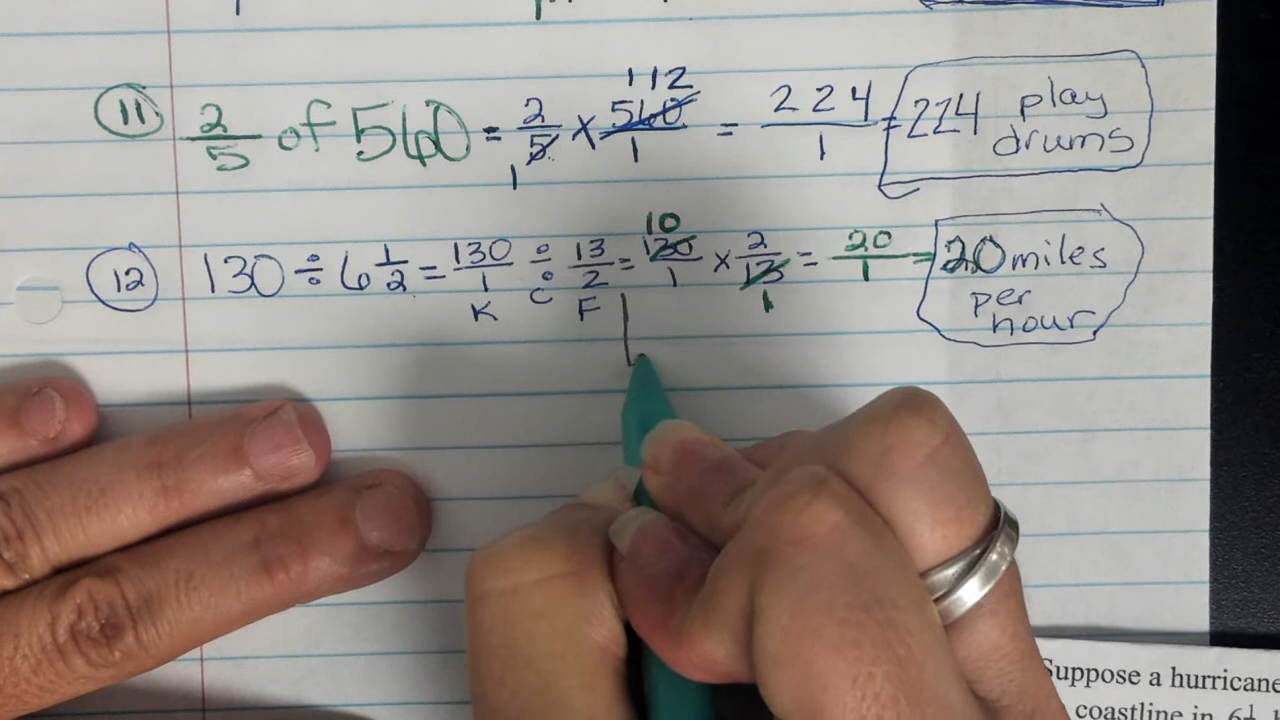 11 2/5 of 560 = 2/5 × 560/1 = 224/1 = 224 play drums
112
1
12 130 ÷ 6 1/2 = 130/1 ÷ 13/2 = 130/1 × 2/13 = 20/1 = 20 miles per hour
10
K C F
1
Suppose a hurricane
coastline in 6 1